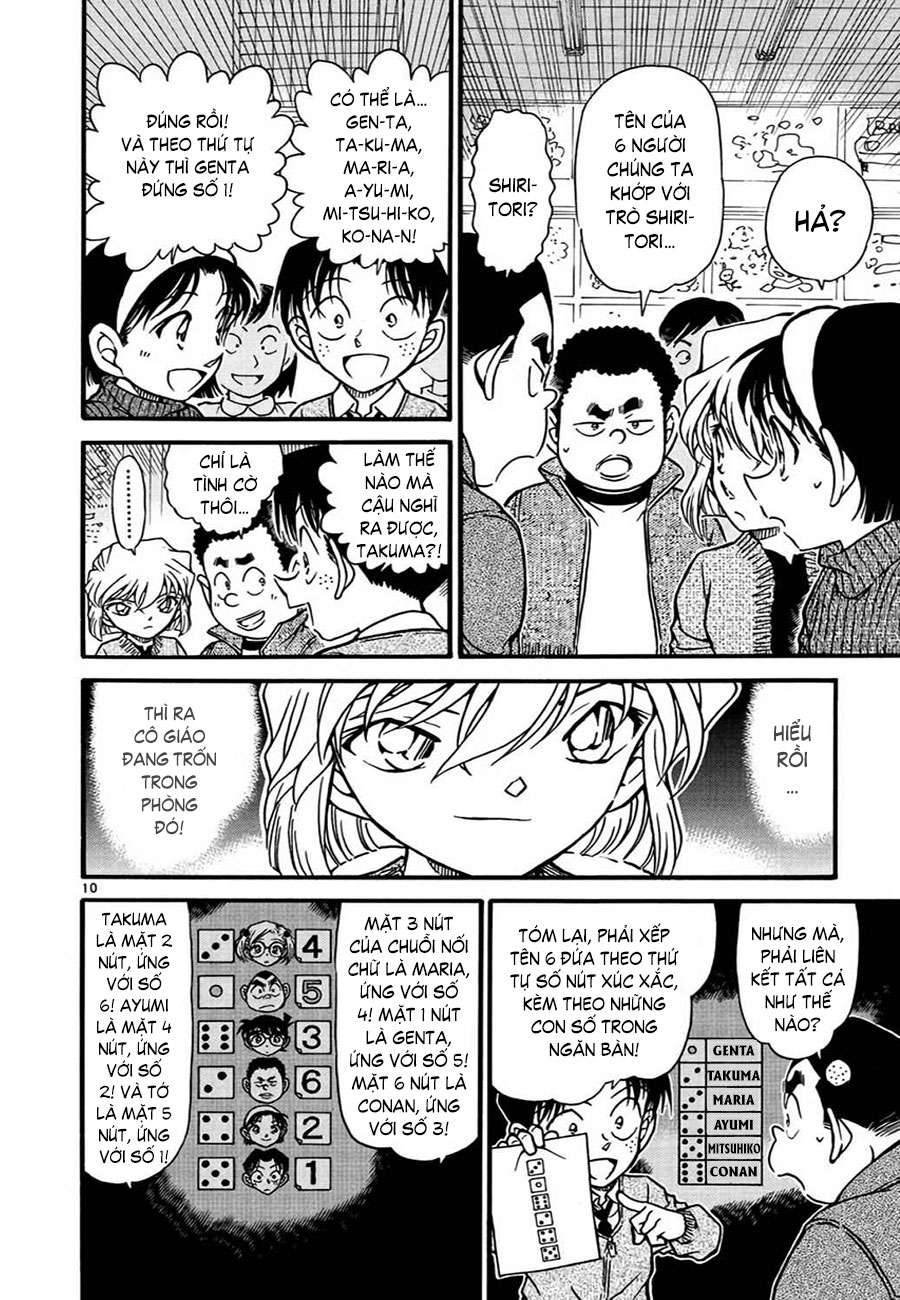 HẢ?
TÊN CỦA
6 NGƯỜI
CHÚNG TA
KHỚP VỚI
TRÒ SHIRI-
TORI...
SHIRI-
TORI?
CÓ THỂ LÀ...
GEN-TA,
TA-KU-MA,
MA-RI-A,
A-YU-MI,
MI-TSU-HI-KO,
KO-NA-N!
ĐÚNG RỒI!
VÀ THEO THỨ TỰ
NÀY THÌ GENTA
ĐỨNG SỐ 1!
LÀM THẾ
NÀO MÀ
CẬU NGHĨ
RA ĐƯỢC,
TAKUMA?!
CHỈ LÀ
TÌNH CỜ
THÔI...
.........
HIỂU
RỒI
...
THÌ RA
CÔ GIÁO
ĐANG TRỐN
TRONG
PHÒNG
ĐÓ!
10
NHƯNG MÀ,
PHẢI LIÊN
KẾT TẤT CẢ
NHƯ THẾ
NÀO?
TÓM LẠI, PHẢI XẾP
TÊN 6 ĐỨA THEO THỨ
TỰ SỐ NÚT XÚC XẮC,
KÈM THEO NHỮNG
CON SỐ TRONG
NGĂN BÀN!
GENTA
TAKUMA
MARIA
AYUMI
MITSUHIKO
CONAN
MẶT 3 NÚT
CỦA CHUỖI NỐI
CHỮ LÀ MARIA,
ỨNG VỚI SỐ
4! MẶT 1 NÚT
LÀ GENTA,
ỨNG VỚI SỐ 5!
MẶT 6 NÚT LÀ
CONAN, ỨNG
VỚI SỐ 3!
4
5
3
6
2
1
TAKUMA
LÀ MẶT 2
NÚT, ỨNG
VỚI SỐ
6! AYUMI
LÀ MẶT 4
NÚT, ỨNG
VỚI SỐ
2! VÀ TỚ
LÀ MẶT 5
NÚT, ỨNG
VỚI SỐ 1!